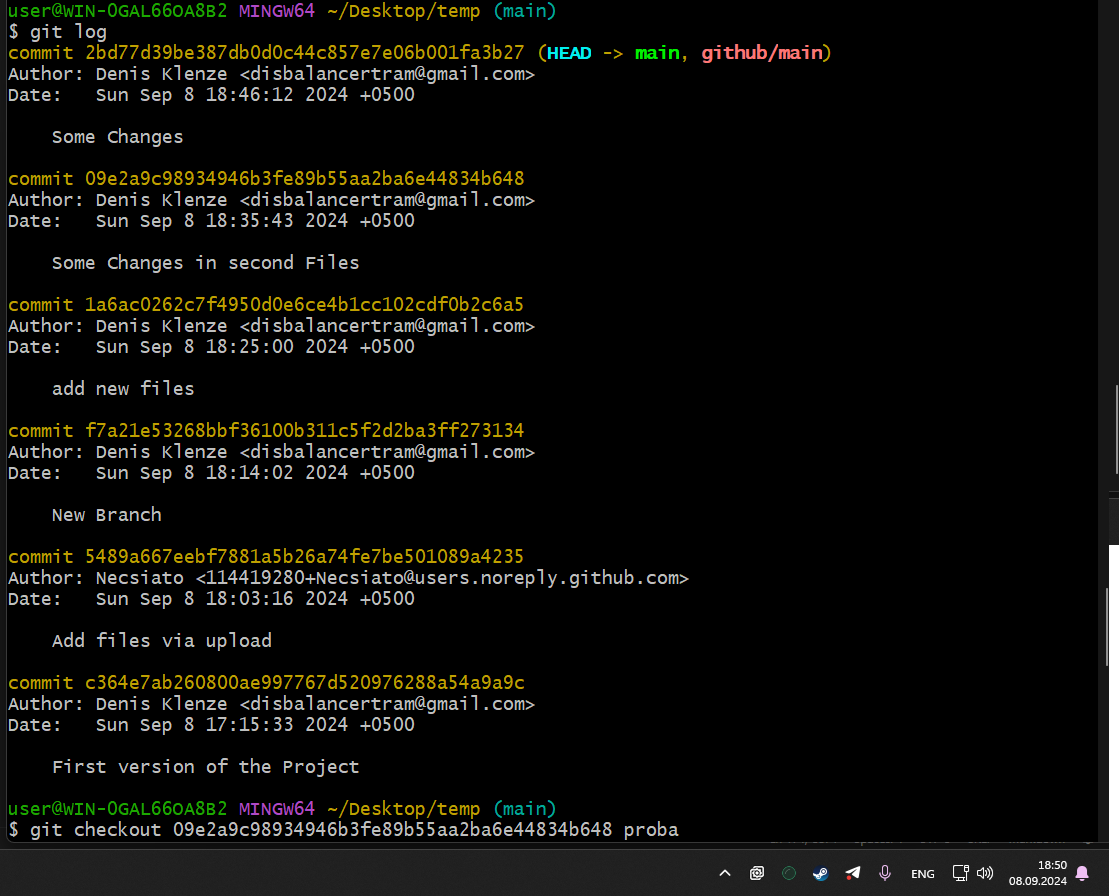 user@WIN-0GAL66OA8B2 MINGW64 ~/Desktop/temp (main)
$ git log
commit 2bd77d39be387db0d0c44c857e7e06b001fa3b27 (HEAD -> main, github/main)
Author: Denis Klenze <disbalancertram@gmail.com>
Date:   Sun Sep 8 18:46:12 2024 +0500
    Some Changes
commit 09e2a9c98934946b3fe89b55aa2ba6e44834b648
Author: Denis Klenze <disbalancertram@gmail.com>
Date:   Sun Sep 8 18:35:43 2024 +0500
    Some Changes in second Files
commit 1a6ac0262c7f4950d0e6ce4b1cc102cdf0b2c6a5
Author: Denis Klenze <disbalancertram@gmail.com>
Date:   Sun Sep 8 18:25:00 2024 +0500
    add new files
commit f7a21e53268bbf36100b311c5f2d2ba3ff273134
Author: Denis Klenze <disbalancertram@gmail.com>
Date:   Sun Sep 8 18:14:02 2024 +0500
    New Branch
commit 5489a667eebf7881a5b26a74fe7be501089a4235
Author: Necsiato <114419280+Necsiato@users.noreply.github.com>
Date:   Sun Sep 8 18:03:16 2024 +0500
    Add files via upload
commit c364e7ab260800ae997767d520976288a54a9a9c
Author: Denis Klenze <disbalancertram@gmail.com>
Date:   Sun Sep 8 17:15:33 2024 +0500
    First version of the Project
user@WIN-0GAL66OA8B2 MINGW64 ~/Desktop/temp (main)
$ git checkout 09e2a9c98934946b3fe89b55aa2ba6e44834b648 proba
ENG
18:50
08.09.2024